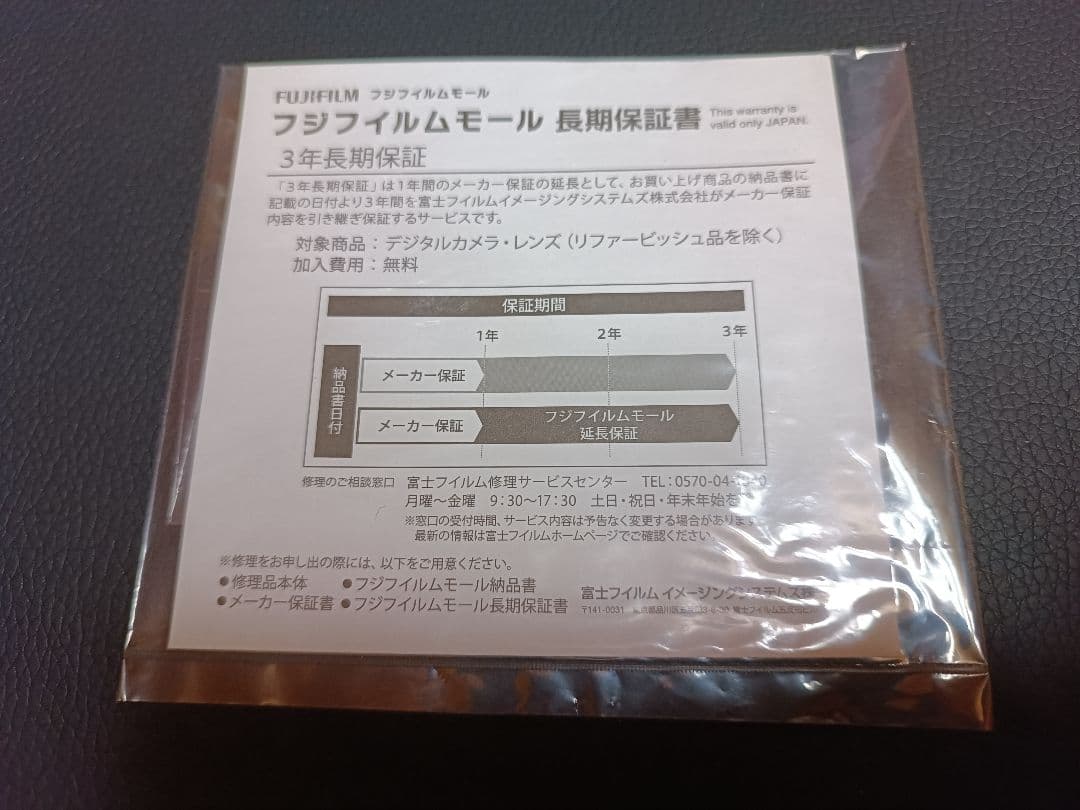 FUJIFILM フジフイルムモール
フジフイルムモール 長期保証書 This warranty is valid only JAPAN.
3年長期保証
「3年長期保証」は1年間のメーカー保証の延長として、お買い上げ商品の納品書に
記載の日付より3年間を富士フイルムイメージングシステムズ株式会社がメーカー保証
内容を引き継ぎ保証するサービスです。
対象商品：デジタルカメラ・レンズ（リファービッシュ品を除く）
加入費用：無料
保証期間
1年 2年 3年
納品書日付
メーカー保証
メーカー保証 フジフイルムモール
延長保証
修理のご相談窓口 富士フイルム修理サービスセンター TEL：0570-04-
月曜～金曜 9:30～17:30 土日・祝日・年末年始を
※窓口の受付時間、サービス内容は予告なく変更する場合があります
最新の情報は富士フイルムホームページでご確認ください。
※修理をお申し出の際には、以下をご用意ください。
●修理品本体 ●フジフイルムモール納品書
●メーカー保証書 ●フジフイルムモール長期保証書
富士フイルム イメージングシステムズ株
〒141-0031